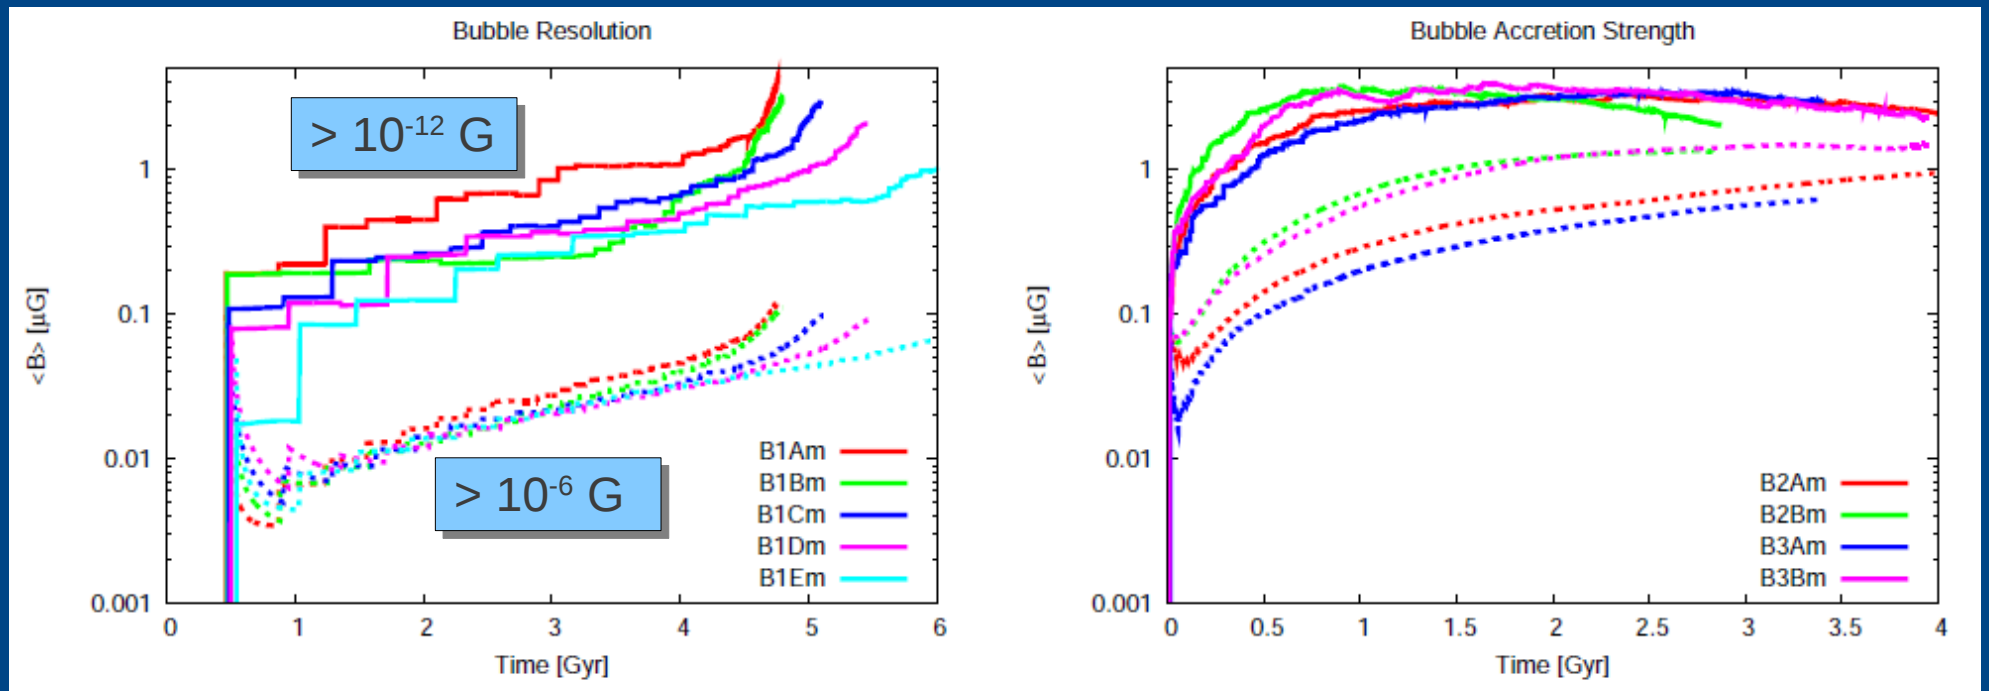 Bubble Resolution
> 10⁻¹² G
> 10⁻⁶ G
<B> [μG]
1
0.1
0.01
0.001
0 1 2 3 4 5 6
Time [Gyr]
B1Am
B1Bm
B1Cm
B1Dm
B1Em
Bubble Accretion Strength
<B> [μG]
1
0.1
0.01
0.001
0 0.5 1 1.5 2 2.5 3 3.5 4
Time [Gyr]
B2Am
B2Bm
B3Am
B3Bm